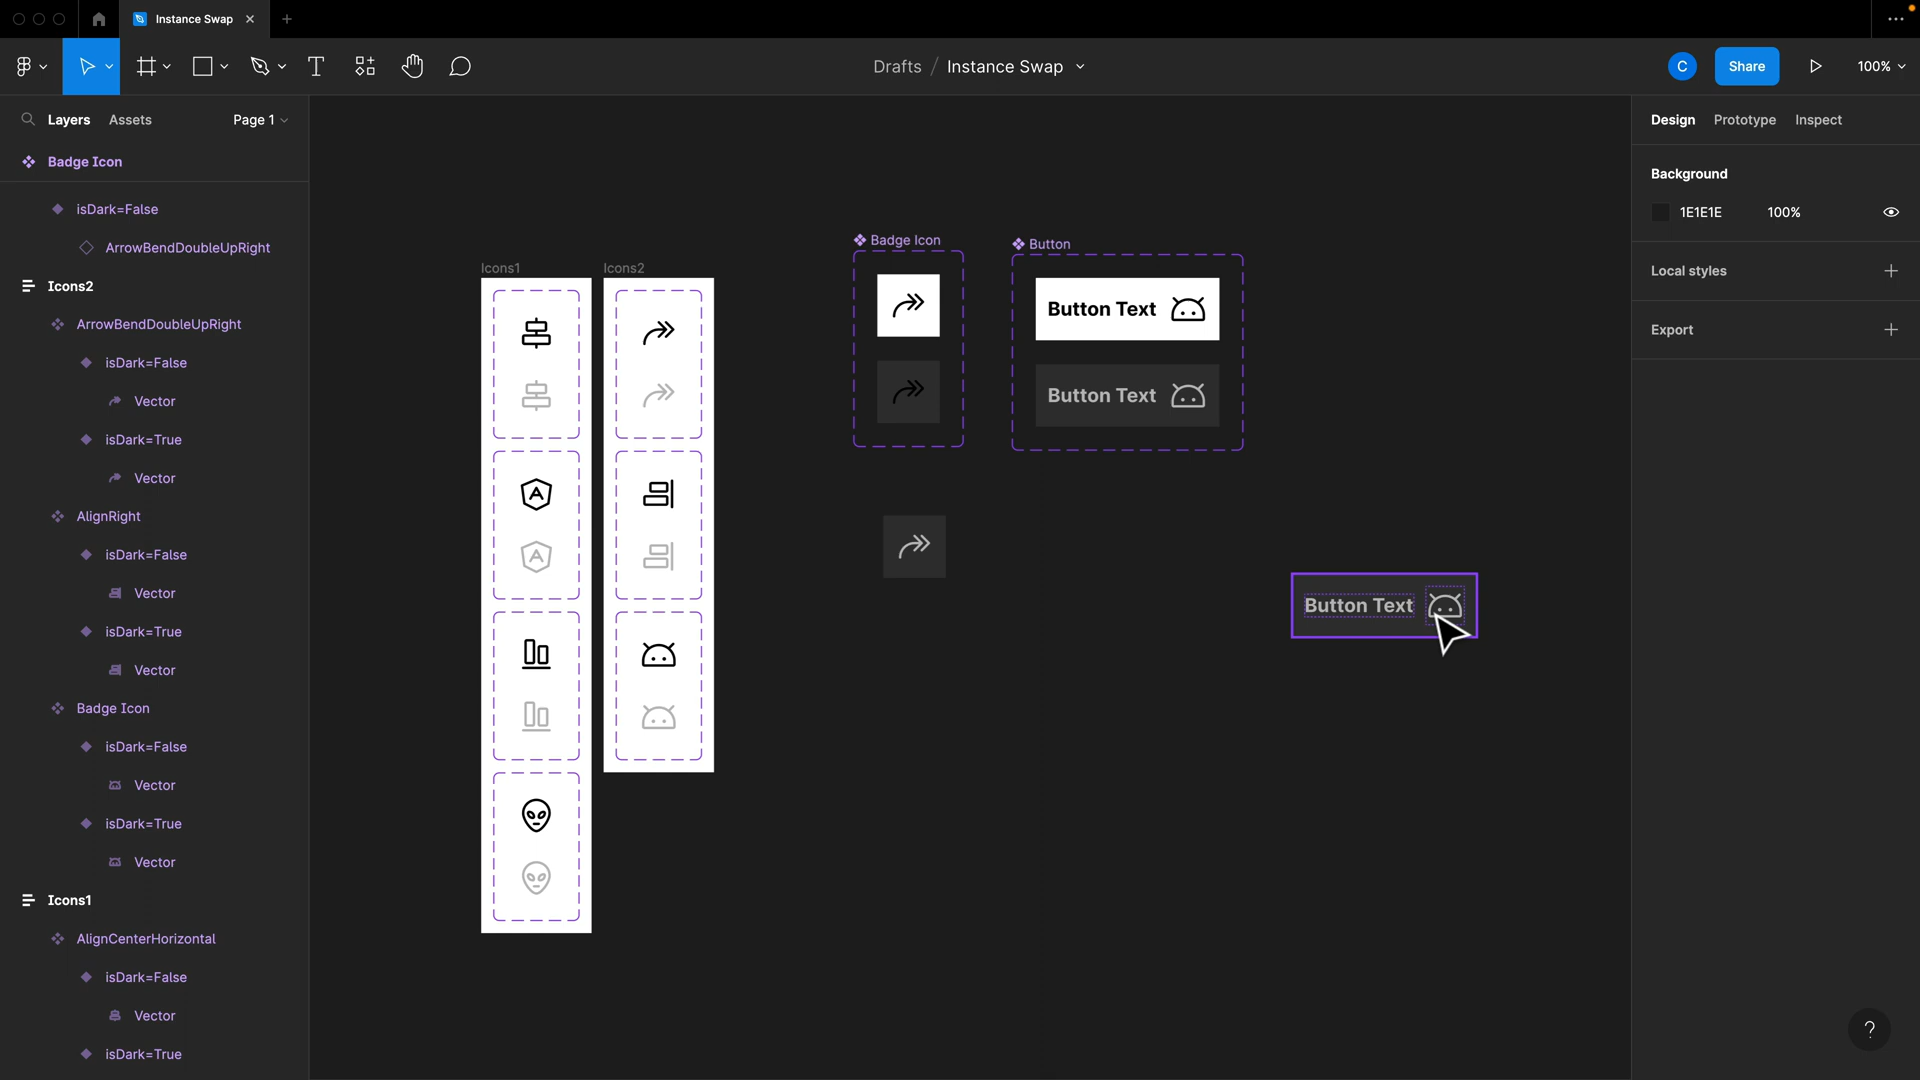 Instance Swap
Drafts / Instance Swap
C
Share
100%
Layers
Assets
Page 1
Design
Prototype
Inspect
Badge Icon
isDark=False
ArrowBendDoubleUpRight
Icons2
ArrowBendDoubleUpRight
isDark=False
Vector
isDark=True
Vector
AlignRight
isDark=False
Vector
isDark=True
Vector
Badge Icon
isDark=False
Vector
isDark=True
Vector
Icons1
AlignCenterHorizontal
isDark=False
Vector
isDark=True
Icons1
Icons2
Badge Icon
Button
Button Text
Button Text
Button Text
Background
1E1E1E
100%
Local styles
Export
?